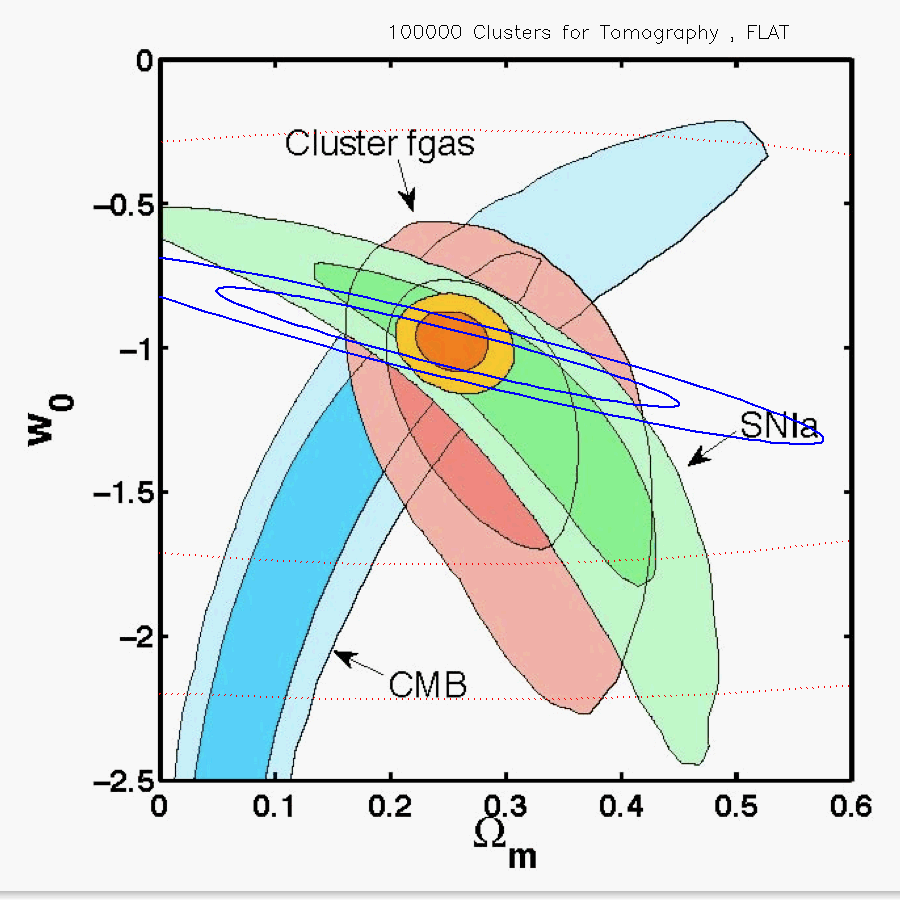 100000 Clusters for Tomography , FLAT
0
Cluster fgas
−0.5
−1
w0
SNIa
−1.5
−2
CMB
−2.5
0 0.1 0.2 0.3 0.4 0.5 0.6
Ωm